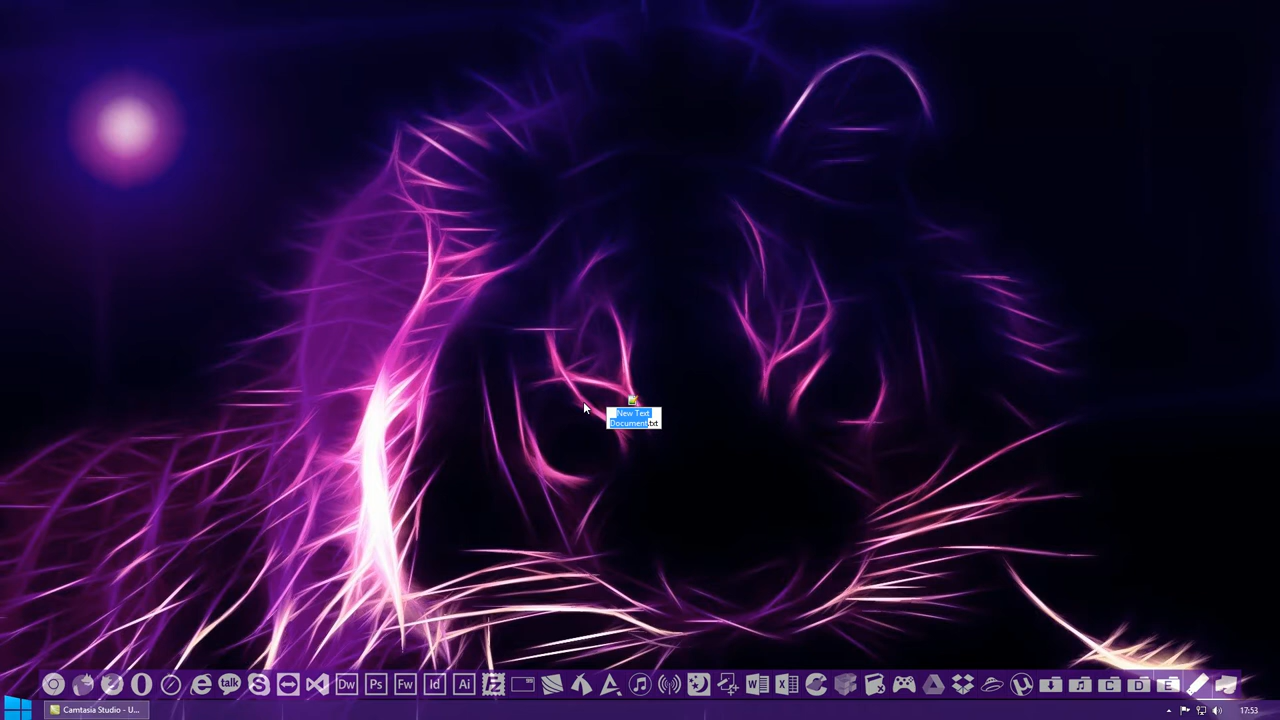 New Text
Document.txt
talk
Dw
Ps
Fw
Id
Ai
C
D
E
Camtasia Studio - U...
17:53